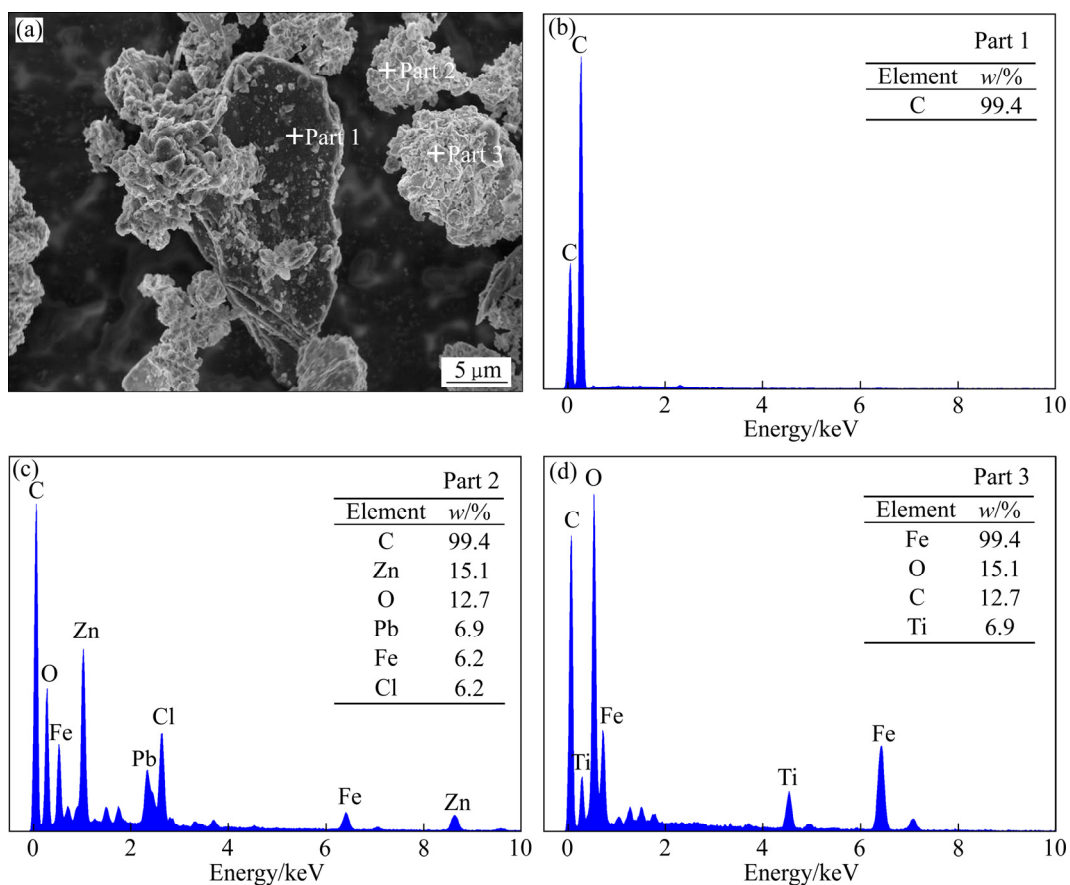 (a)
+Part 2
+Part 1
+Part 3
5 μm
(b)
C
C
Part 1
Element w/%
C 99.4
0 2 4 6 8 10
Energy/keV
(c)
C
O
Fe
Zn
Pb
Cl
Fe
Zn
Part 2
Element w/%
C 99.4
Zn 15.1
O 12.7
Pb 6.9
Fe 6.2
Cl 6.2
0 2 4 6 8 10
Energy/keV
(d)
C
Ti
O
Fe
Ti
Fe
Part 3
Element w/%
Fe 99.4
O 15.1
C 12.7
Ti 6.9
0 2 4 6 8 10
Energy/keV